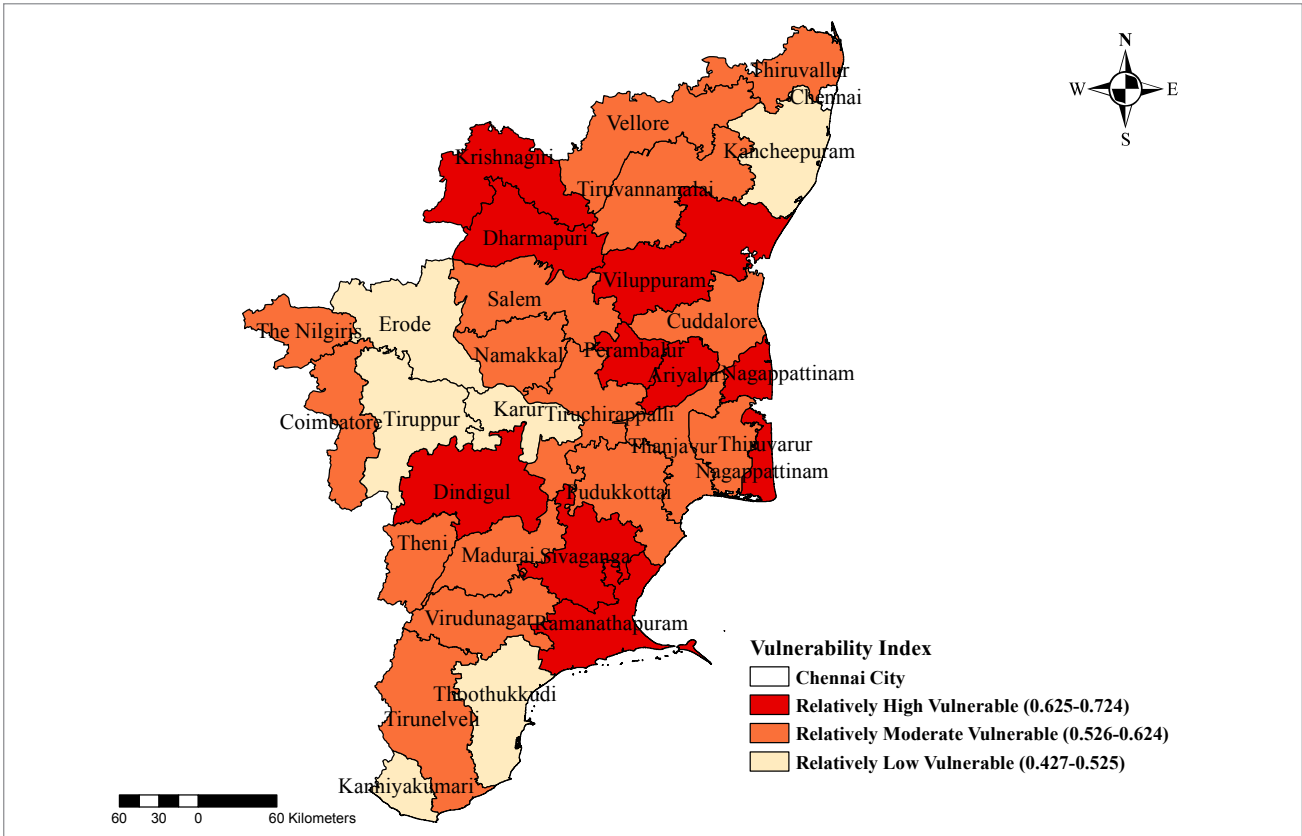 N
W E
S
Thiruvallur
Chennai
Vellore
Kancheepuram
Krishnagiri
Tiruvannamalai
Dharmapuri
Viluppuram
Salem
Cuddalore
Erode
The Nilgiris
Namakkal
Perambalur
Ariyalur
Nagappattinam
Karur
Tiruchirappalli
Coimbatore
Tiruppur
Thanjavur
Thiruvarur
Nagappattinam
Dindigul
Pudukkottai
Theni
Madurai
Sivaganga
Virudunagar
Ramanathapuram
Thoothukkudi
Tirunelveli
Kanniyakumari
Vulnerability Index
Chennai City
Relatively High Vulnerable (0.625-0.724)
Relatively Moderate Vulnerable (0.526-0.624)
Relatively Low Vulnerable (0.427-0.525)
60 30 0 60 Kilometers